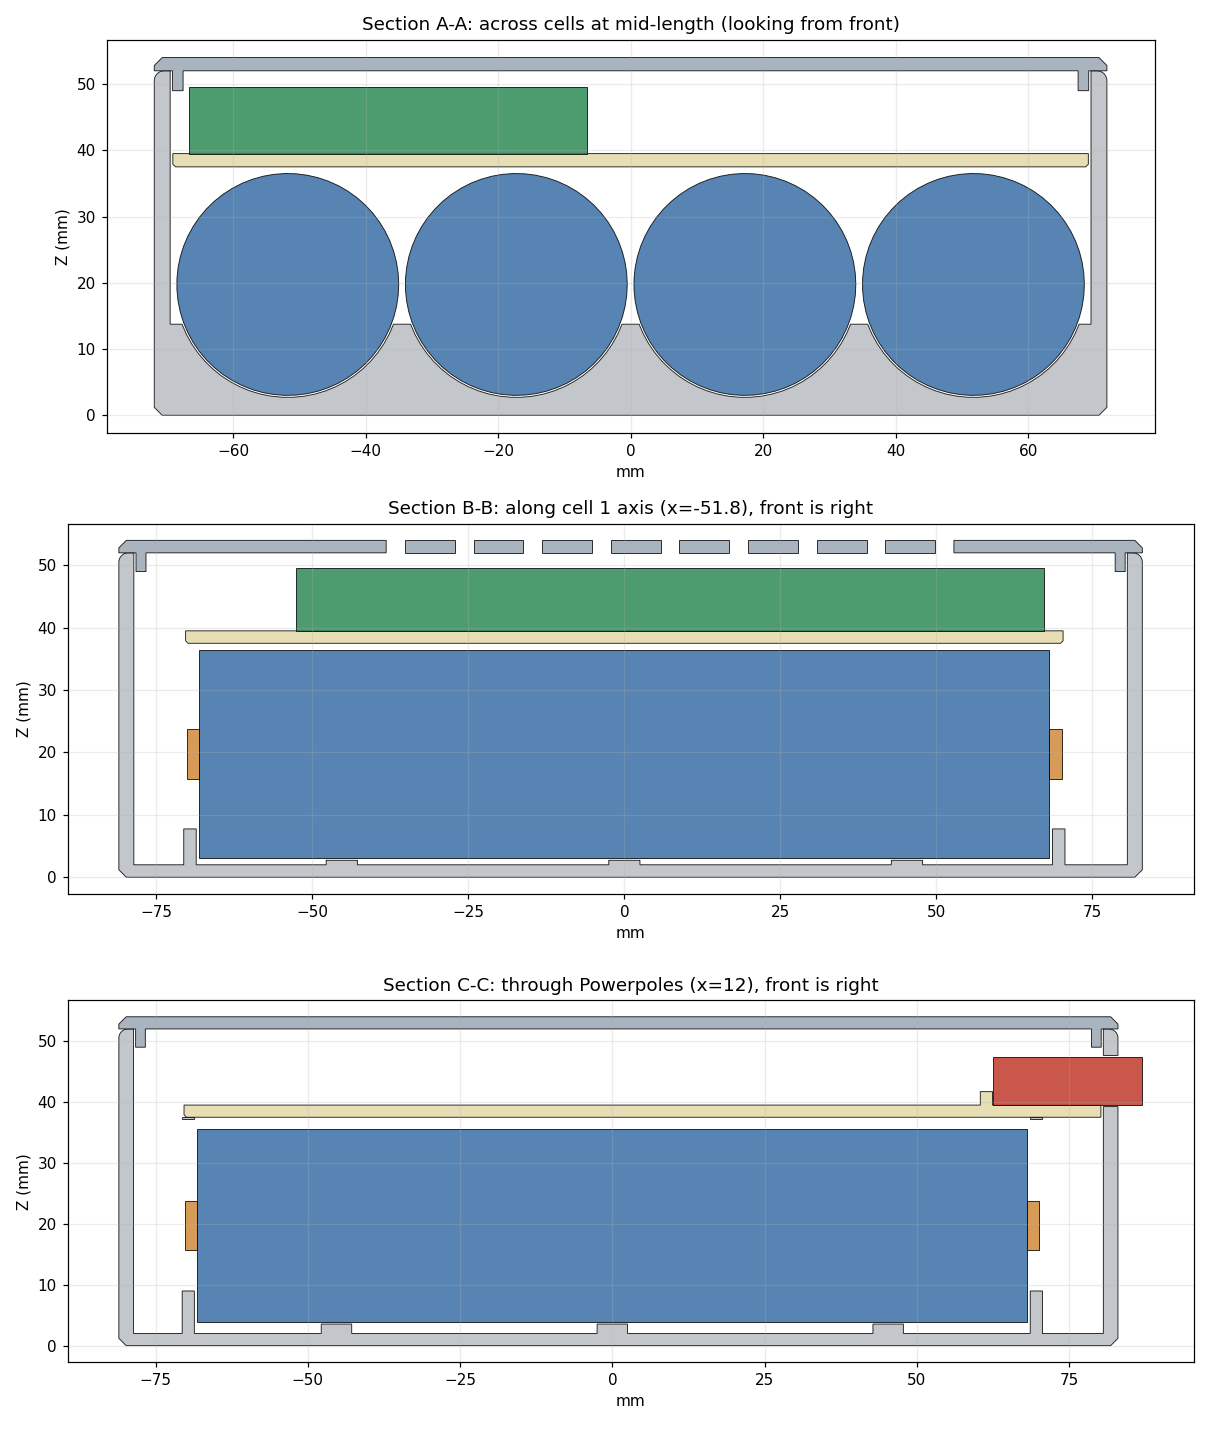 Section A-A: across cells at mid-length (looking from front)
50
40
30
20
10
0
Z (mm)
−60 −40 −20 0 20 40 60
mm
Section B-B: along cell 1 axis (x=-51.8), front is right
50
40
30
20
10
0
Z (mm)
−75 −50 −25 0 25 50 75
mm
Section C-C: through Powerpoles (x=12), front is right
50
40
30
20
10
0
Z (mm)
−75 −50 −25 0 25 50 75
mm